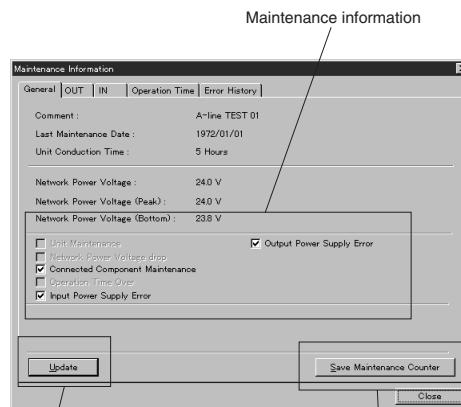 Maintenance information
Maintenance Information
General OUT IN Operation Time Error History
Comment : A-line TEST 01
Last Maintenance Date : 1972/01/01
Unit Conduction Time : 5 Hours
Network Power Voltage : 24.0 V
Network Power Voltage (Peak) : 24.0 V
Network Power Voltage (Bottom) : 23.8 V
Unit Maintenance Output Power Supply Error
Network Power Voltage drop
Connected Component Maintenance
Operation Time Over
Input Power Supply Error
Update Save Maintenance Counter
Close